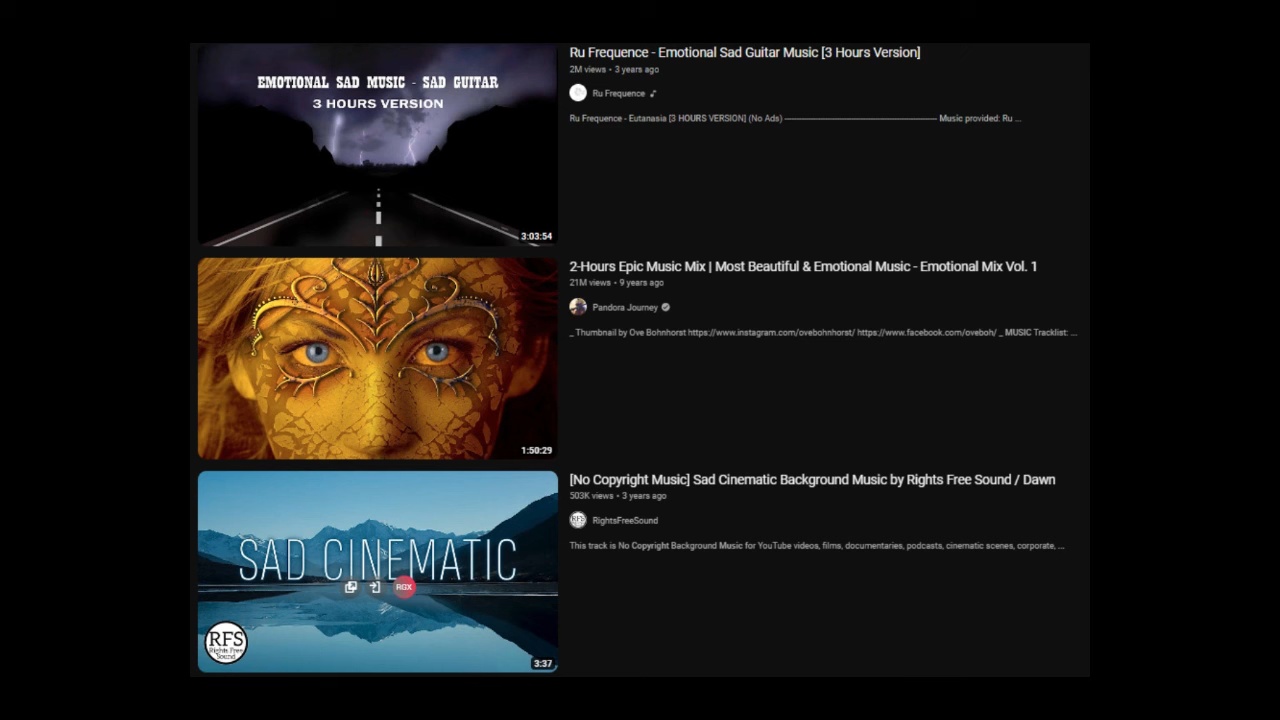 EMOTIONAL SAD MUSIC - SAD GUITAR
3 HOURS VERSION
3:03:54
Ru Frequence - Emotional Sad Guitar Music [3 Hours Version]
2M views • 3 years ago
Ru Frequence
Ru Frequence - Eutanasia [3 HOURS VERSION] (No Ads) ––––––––––––––––––––––– Music provided: Ru ...
1:50:29
2-Hours Epic Music Mix | Most Beautiful & Emotional Music - Emotional Mix Vol. 1
21M views • 9 years ago
Pandora Journey
_ Thumbnail by Ove Bohnhorst https://www.instagram.com/ovebohnhorst/ https://www.facebook.com/oveboh/ _ MUSIC Tracklist: ...
SAD CINEMATIC
RGX
RFS
Rights Free
Sound
3:37
[No Copyright Music] Sad Cinematic Background Music by Rights Free Sound / Dawn
503K views • 3 years ago
RFS
RightsFreeSound
This track is No Copyright Background Music for YouTube videos, films, documentaries, podcasts, cinematic scenes, corporate, ...